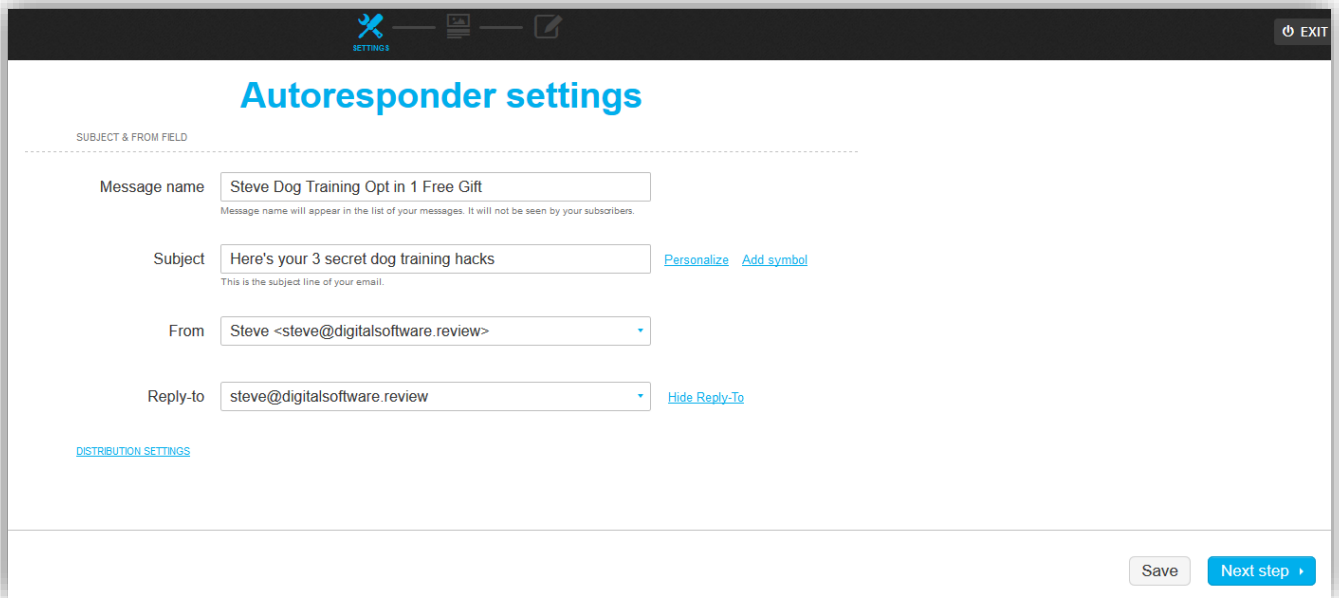 SETTINGS
EXIT
Autoresponder settings
SUBJECT & FROM FIELD
Message name Steve Dog Training Opt in 1 Free Gift
Message name will appear in the list of your messages. It will not be seen by your subscribers.
Subject Here's your 3 secret dog training hacks Personalize Add symbol
This is the subject line of your email.
From Steve <steve@digitalsoftware.review>
Reply-to steve@digitalsoftware.review Hide Reply-To
DISTRIBUTION SETTINGS
Save Next step